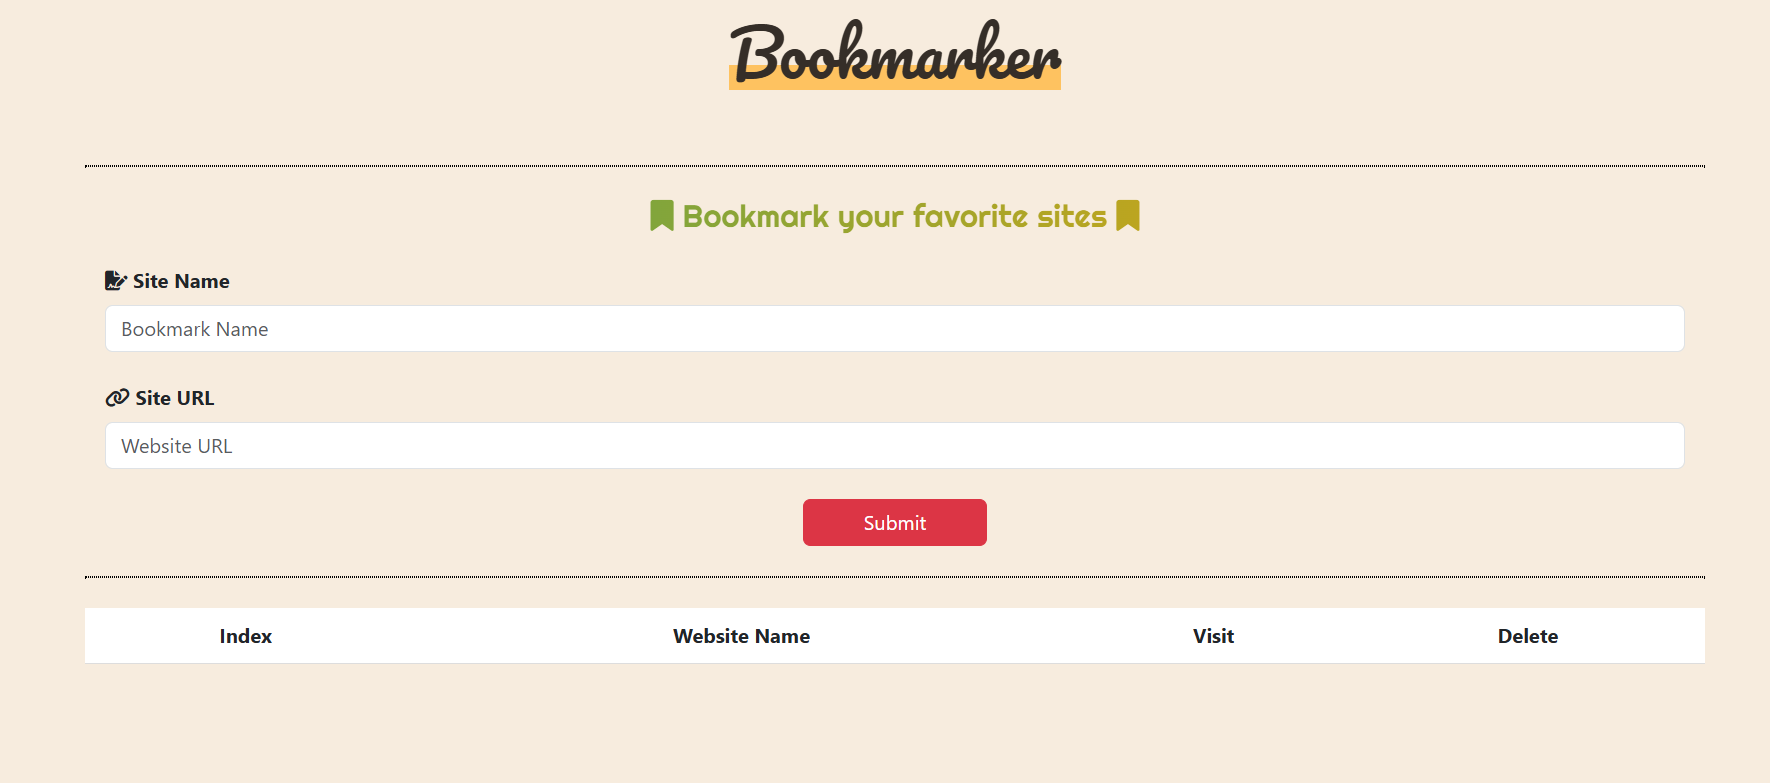 Bookmarker
Bookmark your favorite sites
Site Name
Bookmark Name
Site URL
Website URL
Submit
Index Website Name Visit Delete